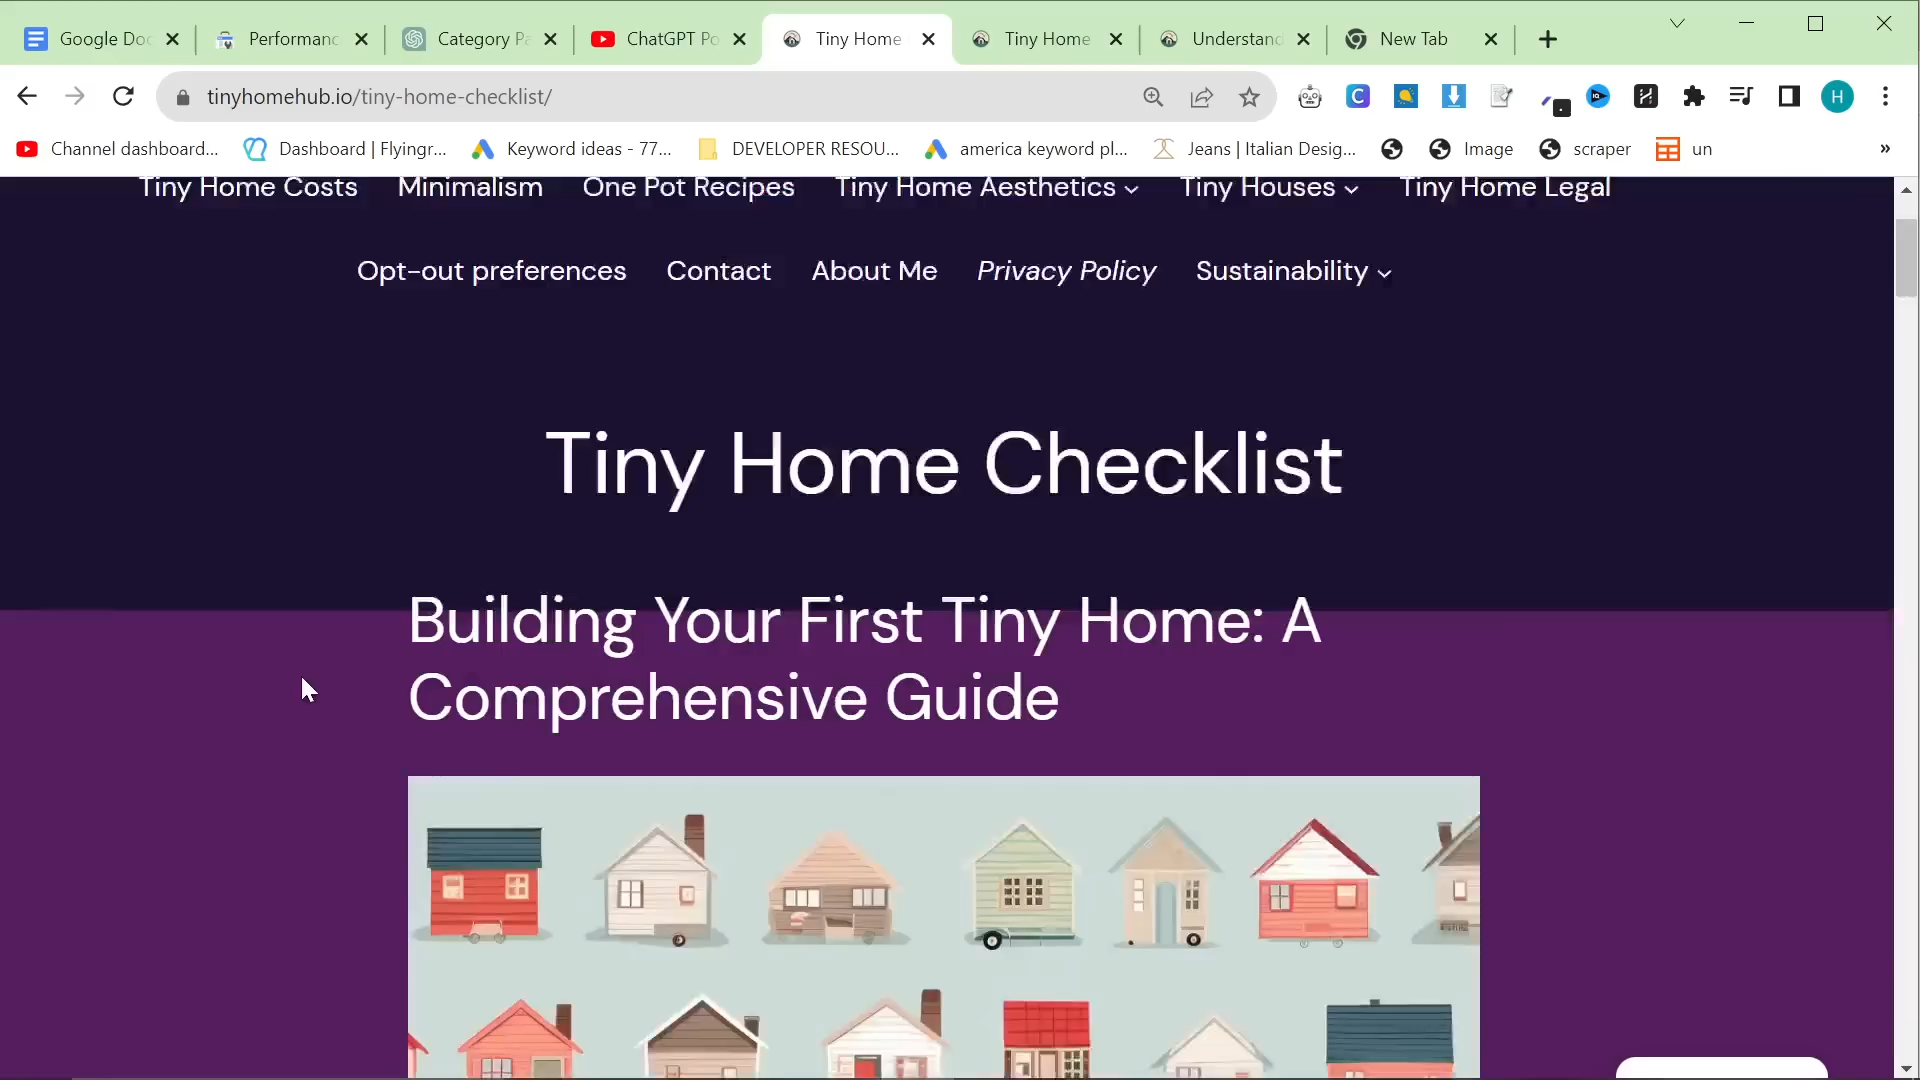 Google Doc
Performanc
Category Pa
ChatGPT Po
Tiny Home
Tiny Home
Understand
New Tab
tinyhomehub.io/tiny-home-checklist/
H
Channel dashboard...
Dashboard | Flyingr...
Keyword ideas - 77...
DEVELOPER RESOU...
america keyword pl...
Jeans | Italian Desig...
Image
scraper
un
»
Tiny Home Costs
Minimalism
One Pot Recipes
Tiny Home Aesthetics
Tiny Houses
Tiny Home Legal
Opt-out preferences
Contact
About Me
Privacy Policy
Sustainability
Tiny Home Checklist
Building Your First Tiny Home: A
Comprehensive Guide